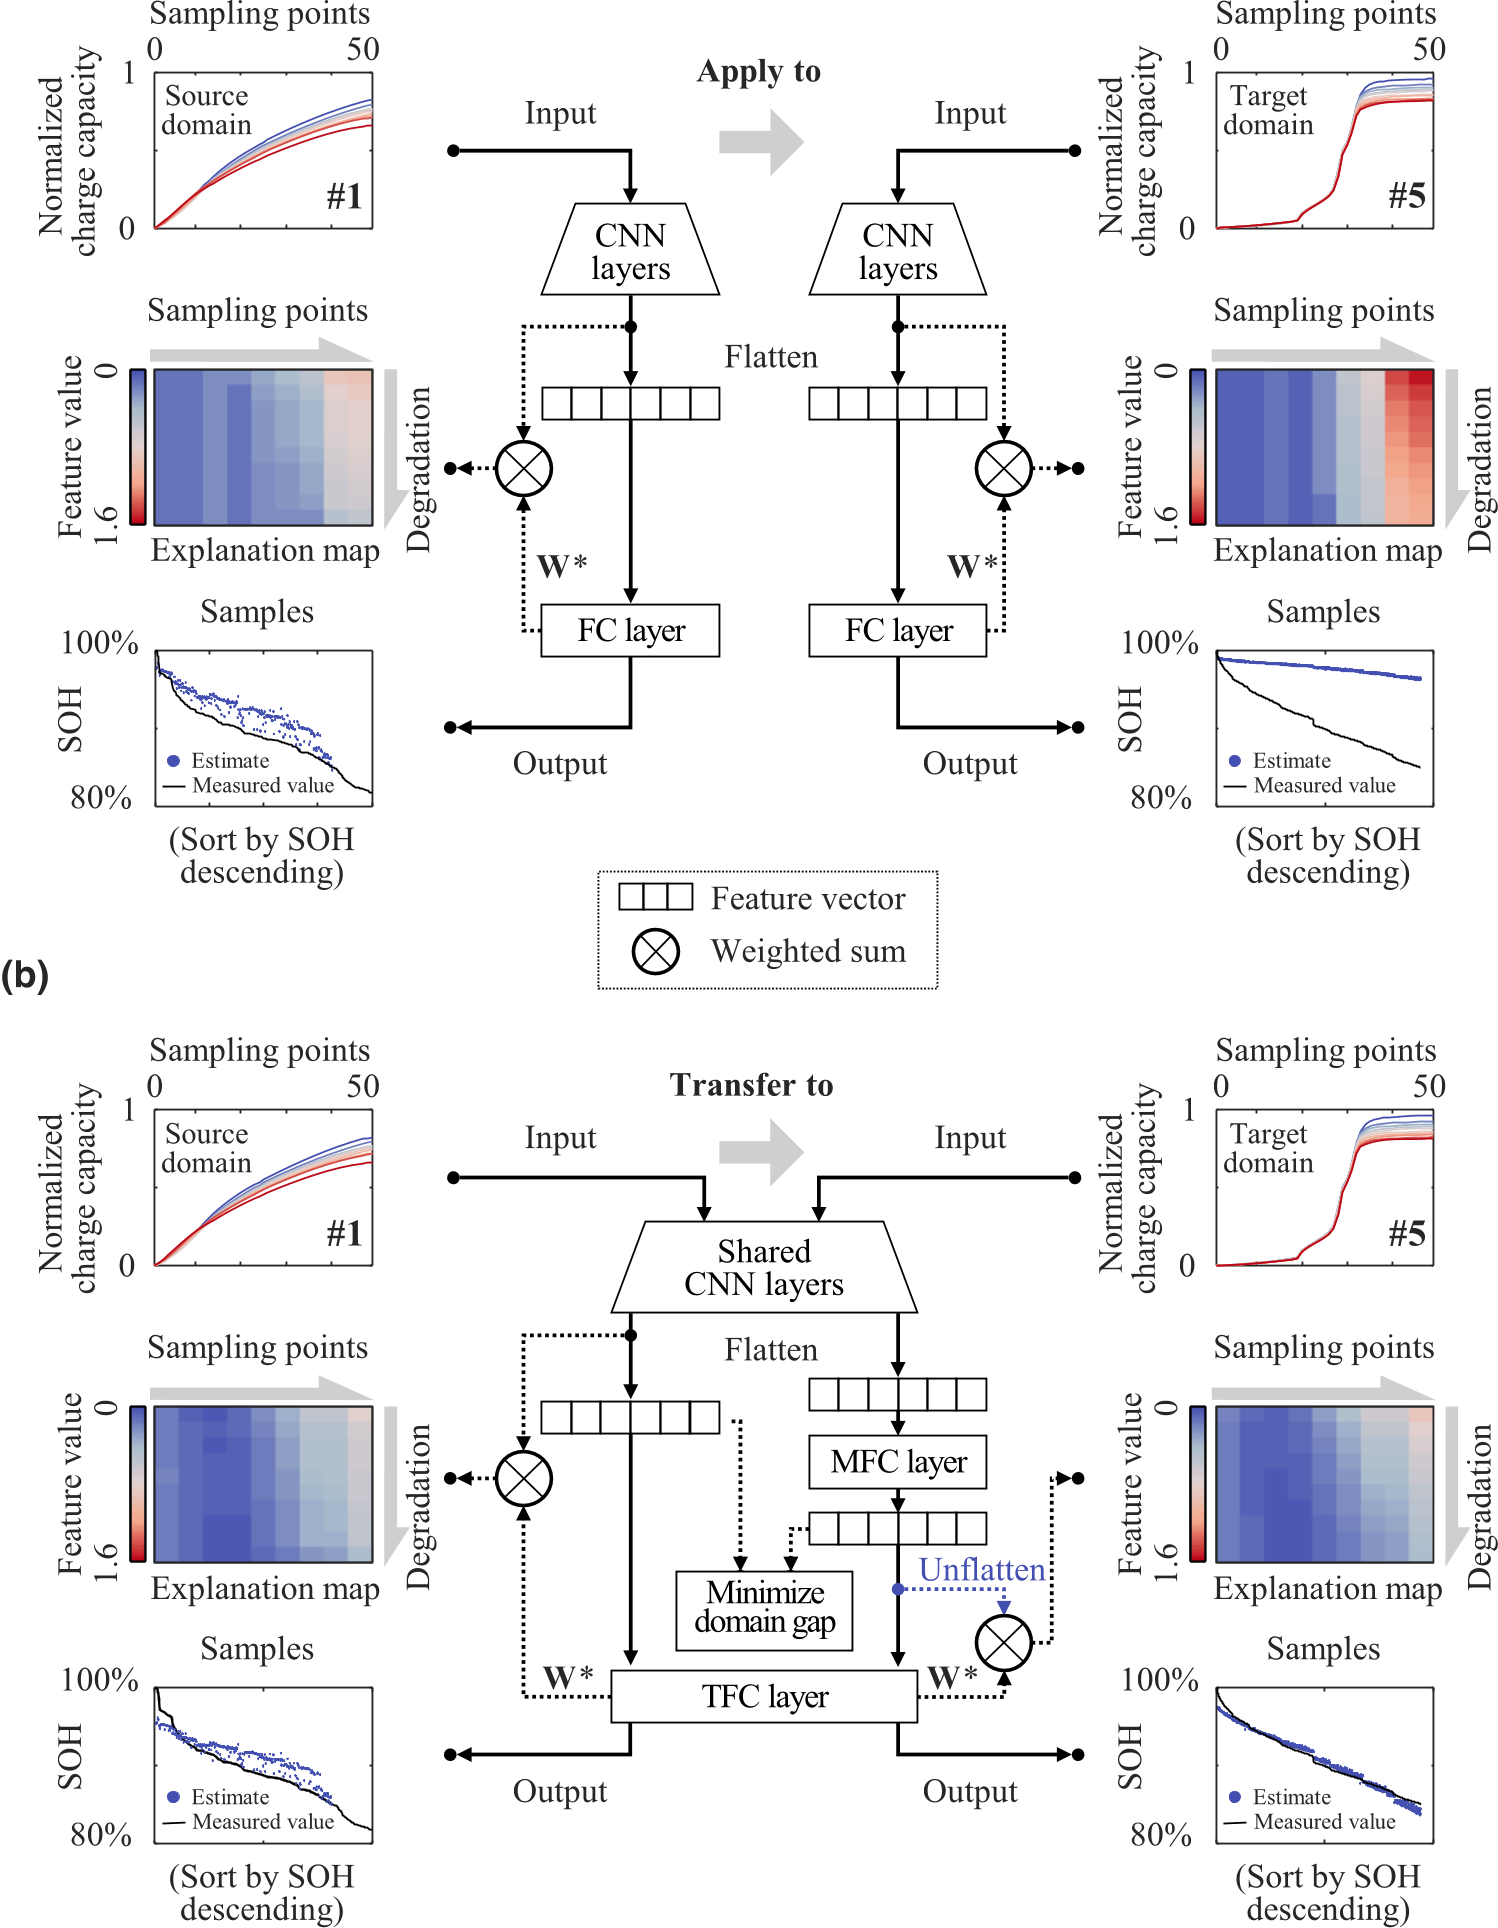 Sampling points
0 50
Normalized
charge capacity
1
0
Source
domain
#1
Apply to
Input
Input
Sampling points
0 50
Normalized
charge capacity
1
0
Target
domain
#5
CNN
layers
CNN
layers
Sampling points
Feature value
0
1.6
Degradation
Explanation map
Flatten
W*
W*
Sampling points
Feature value
0
1.6
Degradation
Explanation map
FC layer
FC layer
Samples
100%
SOH
80%
Estimate
Measured value
(Sort by SOH
descending)
Output
Output
Samples
100%
SOH
80%
Estimate
Measured value
(Sort by SOH
descending)
Feature vector
Weighted sum
(b)
Sampling points
0 50
Normalized
charge capacity
1
0
Source
domain
#1
Transfer to
Input
Input
Sampling points
0 50
Normalized
charge capacity
1
0
Target
domain
#5
Shared
CNN layers
Sampling points
Feature value
0
1.6
Degradation
Explanation map
Flatten
MFC layer
Unflatten
Minimize
domain gap
W*
W*
TFC layer
Sampling points
Feature value
0
1.6
Degradation
Explanation map
Samples
100%
SOH
80%
Estimate
Measured value
(Sort by SOH
descending)
Output
Output
Samples
100%
SOH
80%
Estimate
Measured value
(Sort by SOH
descending)